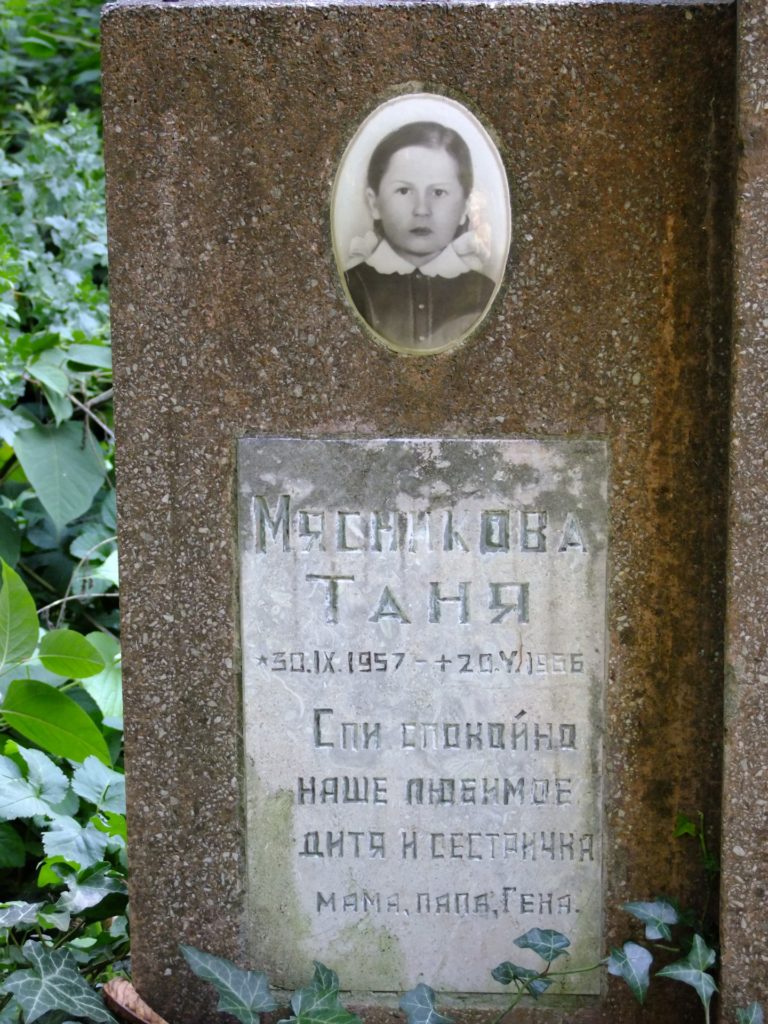 Мясникова
Таня
*30.IX.1957 - +20.V.1966
Спи спокойно
наше любимое
дитя и сестричка
мама, папа, Гена.